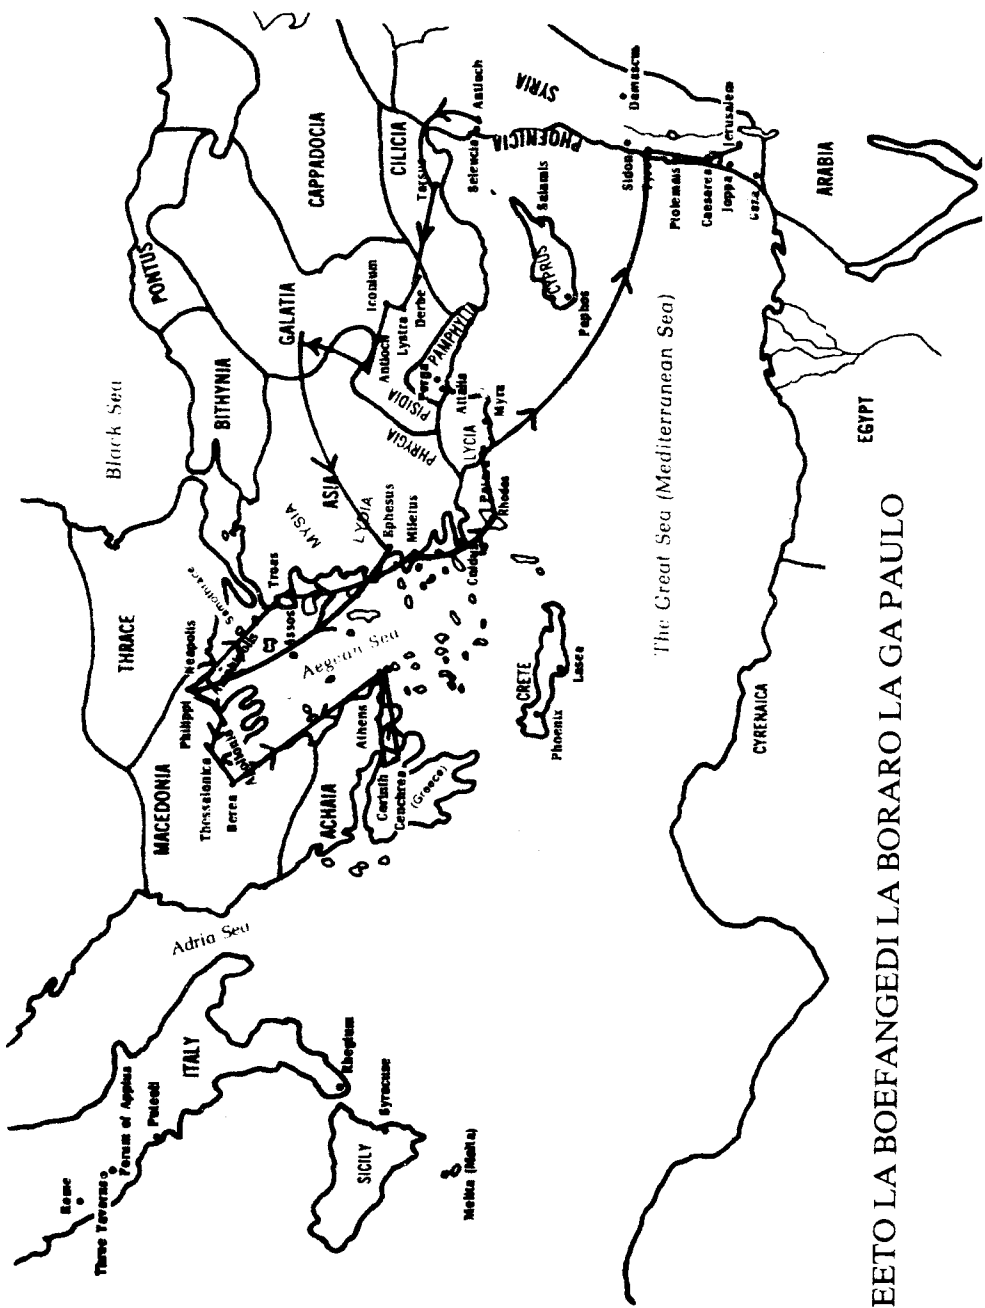 Black Sea
THRACE
BITHYNIA
PONTUS
MACEDONIA
Philippi
Neapolis
Samothrace
Thessalonica
Berea
Troas
Assos
MYSIA
ASIA
LYDIA
GALATIA
CAPPADOCIA
CILICIA
Tarsus
Antioch
Seleucia
SYRIA
PHOENICIA
Damascus
Iconium
Lystra
Derbe
Antioch
PISIDIA
PHRYGIA
PAMPHYLIA
Perga
Attalia
LYCIA
Myra
Patara
Rhodes
Ephesus
Miletus
Aegean Sea
Athens
ACHAIA
Corinth
Cenchrea
(Greece)
Adria Sea
ITALY
Rome
Three Taverns
Forum of Appius
Puteoli
Rhegium
SICILY
Syracuse
Melita (Malta)
CRETE
Phoenix
Lasea
CYPRUS
Salamis
Paphos
Sidon
Ptolemais
Caesarea
Joppa
Jerusalem
Gaza
The Great Sea (Mediterranean Sea)
ARABIA
EGYPT
CYRENAICA
EETO LA BOEFANGEDI LA BORARO LA GA PAULO